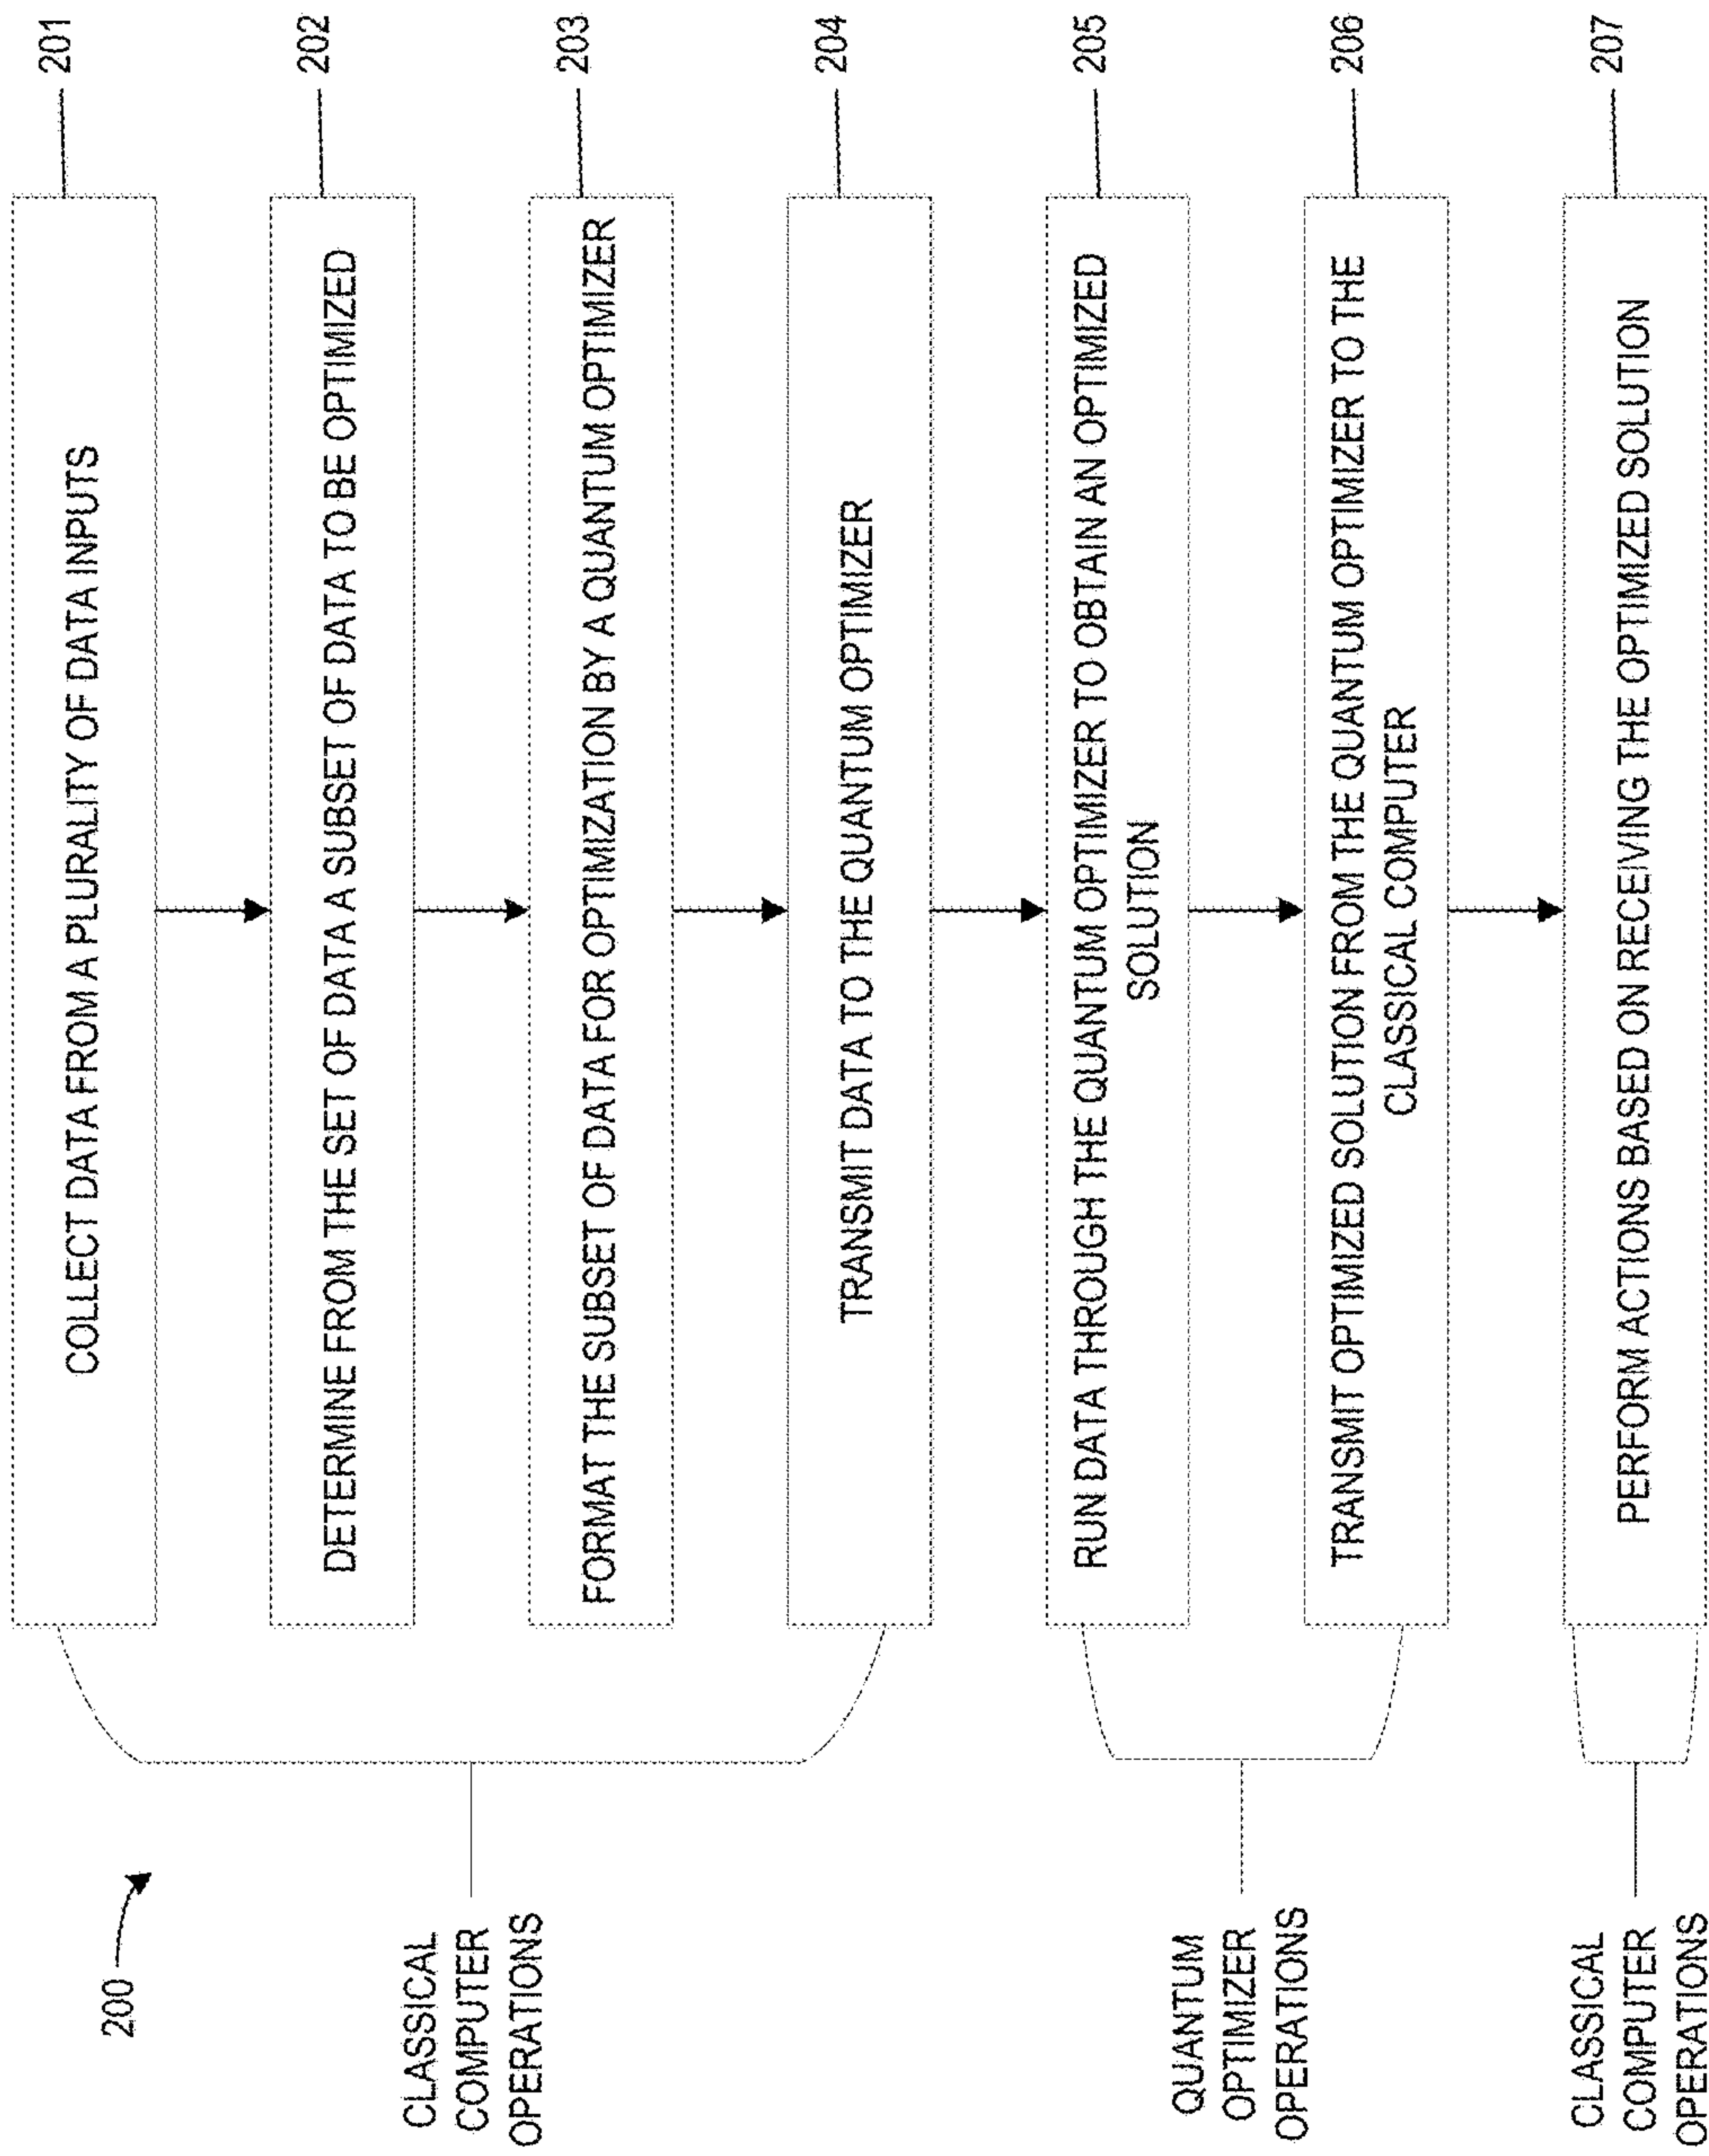 200
CLASSICAL
COMPUTER
OPERATIONS
COLLECT DATA FROM A PLURALITY OF DATA INPUTS
201
DETERMINE FROM THE SET OF DATA A SUBSET OF DATA TO BE OPTIMIZED
202
FORMAT THE SUBSET OF DATA FOR OPTIMIZATION BY A QUANTUM OPTIMIZER
203
TRANSMIT DATA TO THE QUANTUM OPTIMIZER
204
QUANTUM
OPTIMIZER
OPERATIONS
RUN DATA THROUGH THE QUANTUM OPTIMIZER TO OBTAIN AN OPTIMIZED
SOLUTION
205
TRANSMIT OPTIMIZED SOLUTION FROM THE QUANTUM OPTIMIZER TO THE
CLASSICAL COMPUTER
206
CLASSICAL
COMPUTER
OPERATIONS
PERFORM ACTIONS BASED ON RECEIVING THE OPTIMIZED SOLUTION
207